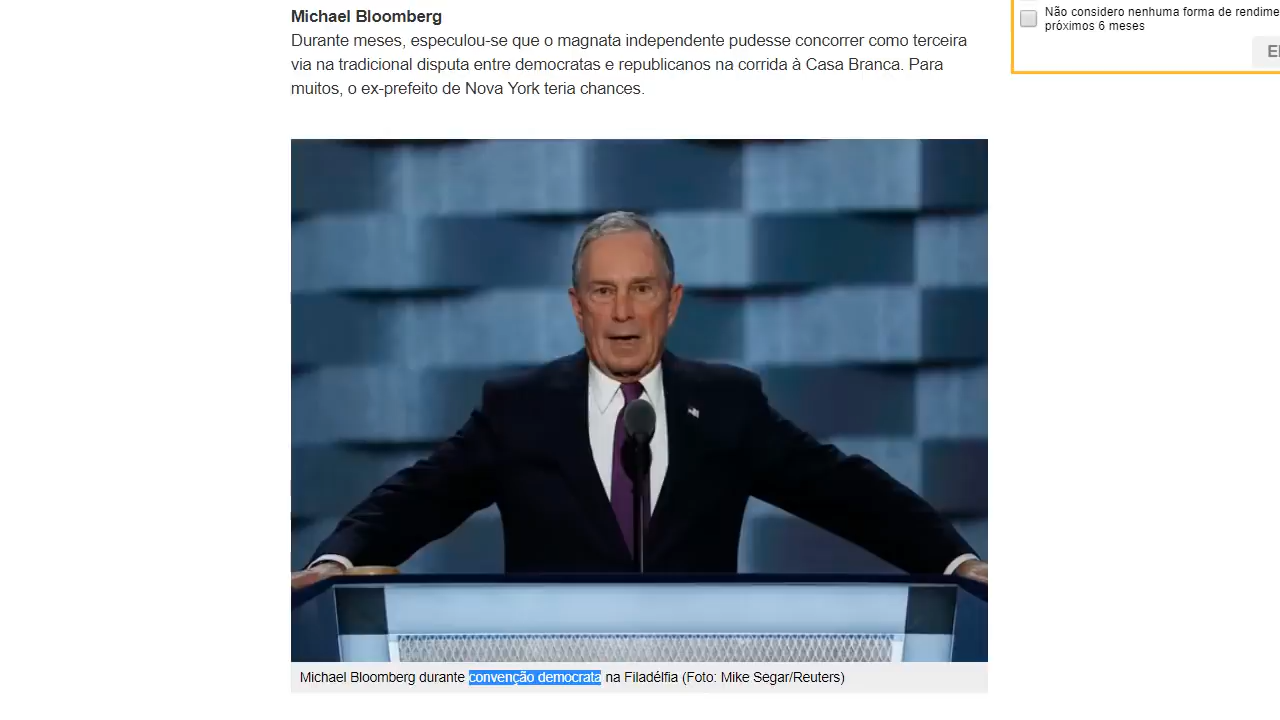 Michael Bloomberg
Durante meses, especulou-se que o magnata independente pudesse concorrer como terceira
via na tradicional disputa entre democratas e republicanos na corrida à Casa Branca. Para
muitos, o ex-prefeito de Nova York teria chances.
Não considero nenhuma forma de
próximos 6 meses
Michael Bloomberg durante convenção democrata na Filadélfia (Foto: Mike Segar/Reuters)